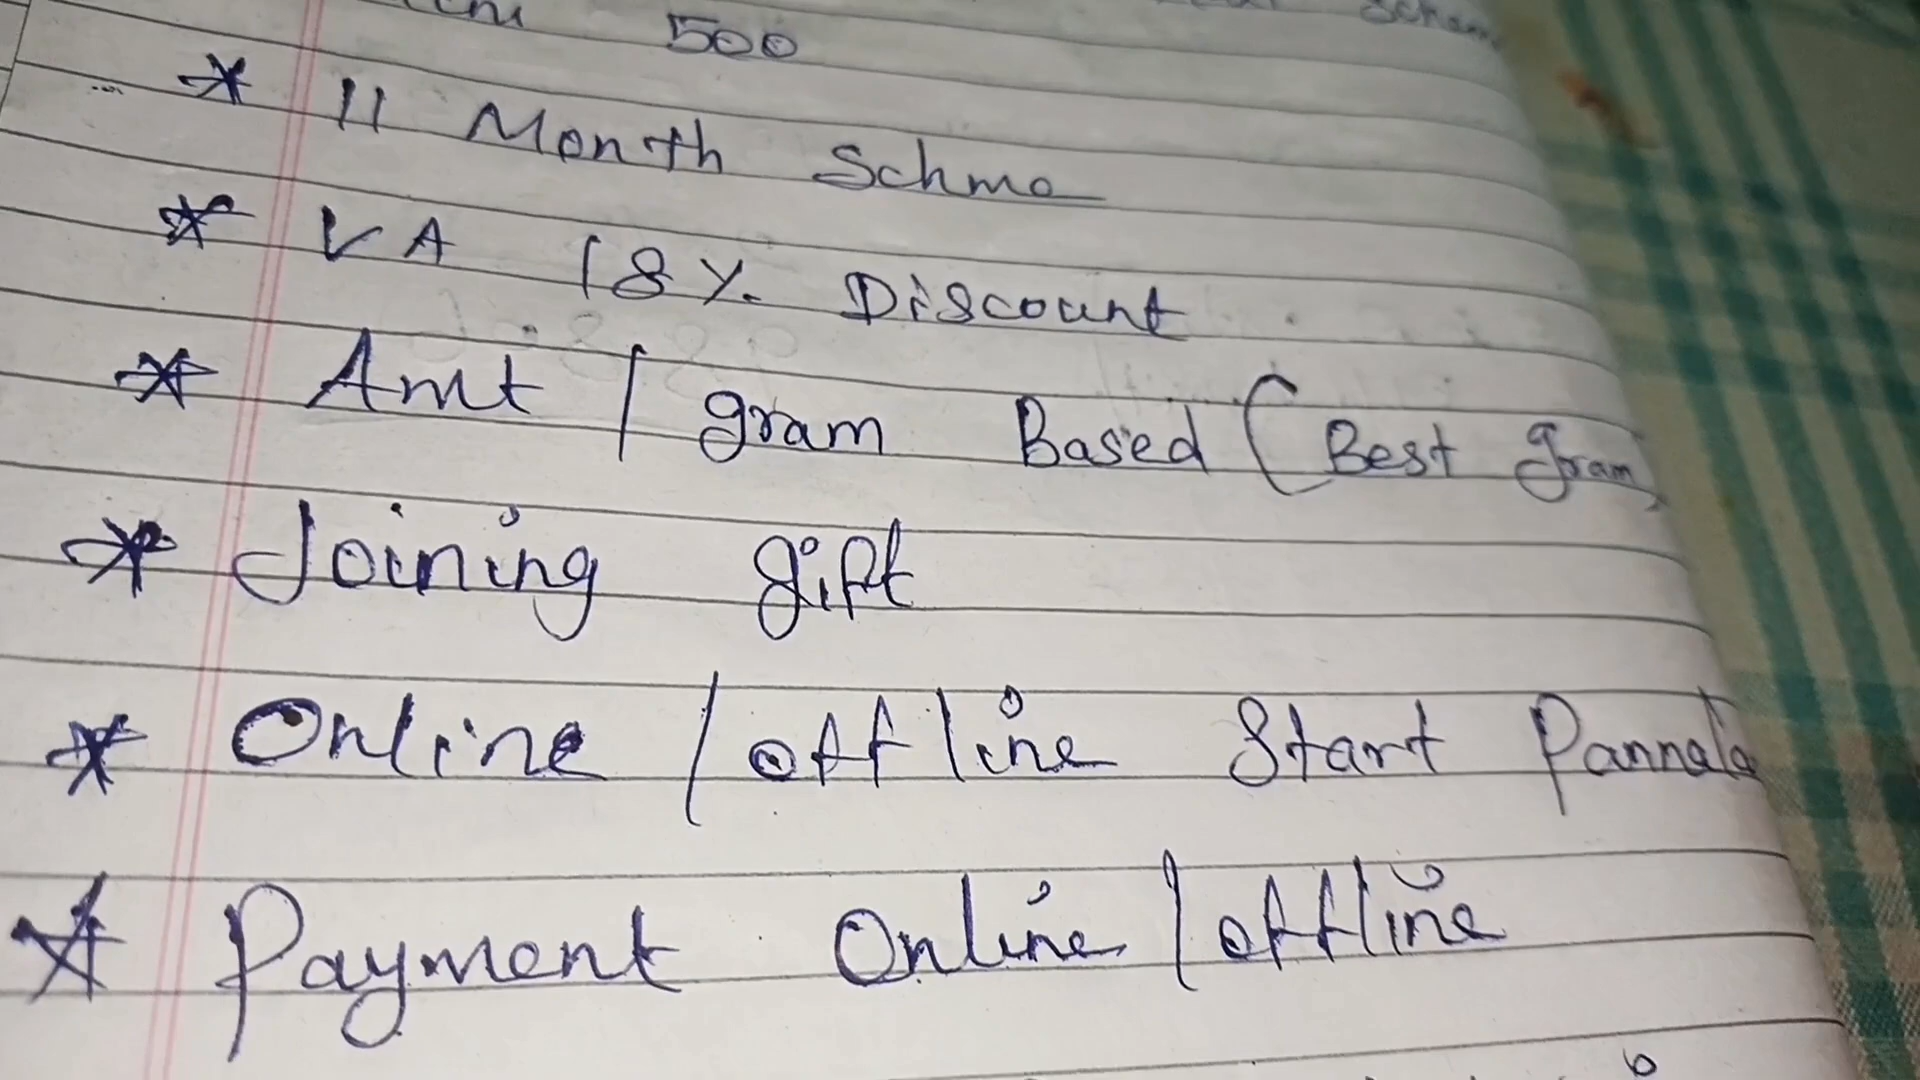 500
* 11 Month Schme
* VA 18%. Discount
* Amt / gram Based (Best gram)
* Joining gift
* Online / offline Start Pannala
* Payment Online / offline